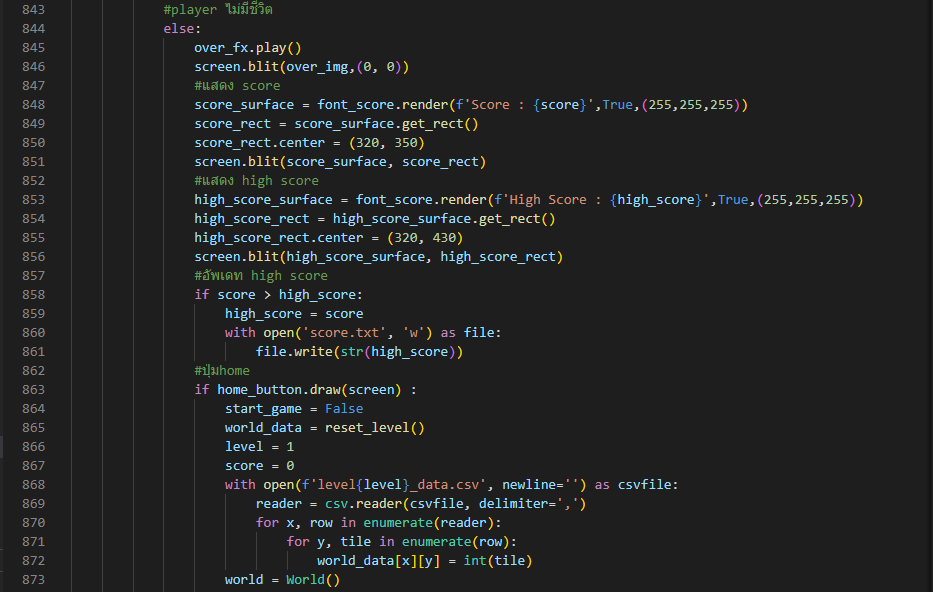 843 #player ไม่มีชีวิต
844 else:
845 over_fx.play()
846 screen.blit(over_img,(0, 0))
847 #แสดง score
848 score_surface = font_score.render(f'Score : {score}',True,(255,255,255))
849 score_rect = score_surface.get_rect()
850 score_rect.center = (320, 350)
851 screen.blit(score_surface, score_rect)
852 #แสดง high score
853 high_score_surface = font_score.render(f'High Score : {high_score}',True,(255,255,255))
854 high_score_rect = high_score_surface.get_rect()
855 high_score_rect.center = (320, 430)
856 screen.blit(high_score_surface, high_score_rect)
857 #อัพเดท high score
858 if score > high_score:
859 high_score = score
860 with open('score.txt', 'w') as file:
861 file.write(str(high_score))
862 #ปุ่มhome
863 if home_button.draw(screen) :
864 start_game = False
865 world_data = reset_level()
866 level = 1
867 score = 0
868 with open(f'level{level}_data.csv', newline='') as csvfile:
869 reader = csv.reader(csvfile, delimiter=',')
870 for x, row in enumerate(reader):
871 for y, tile in enumerate(row):
872 world_data[x][y] = int(tile)
873 world = World()